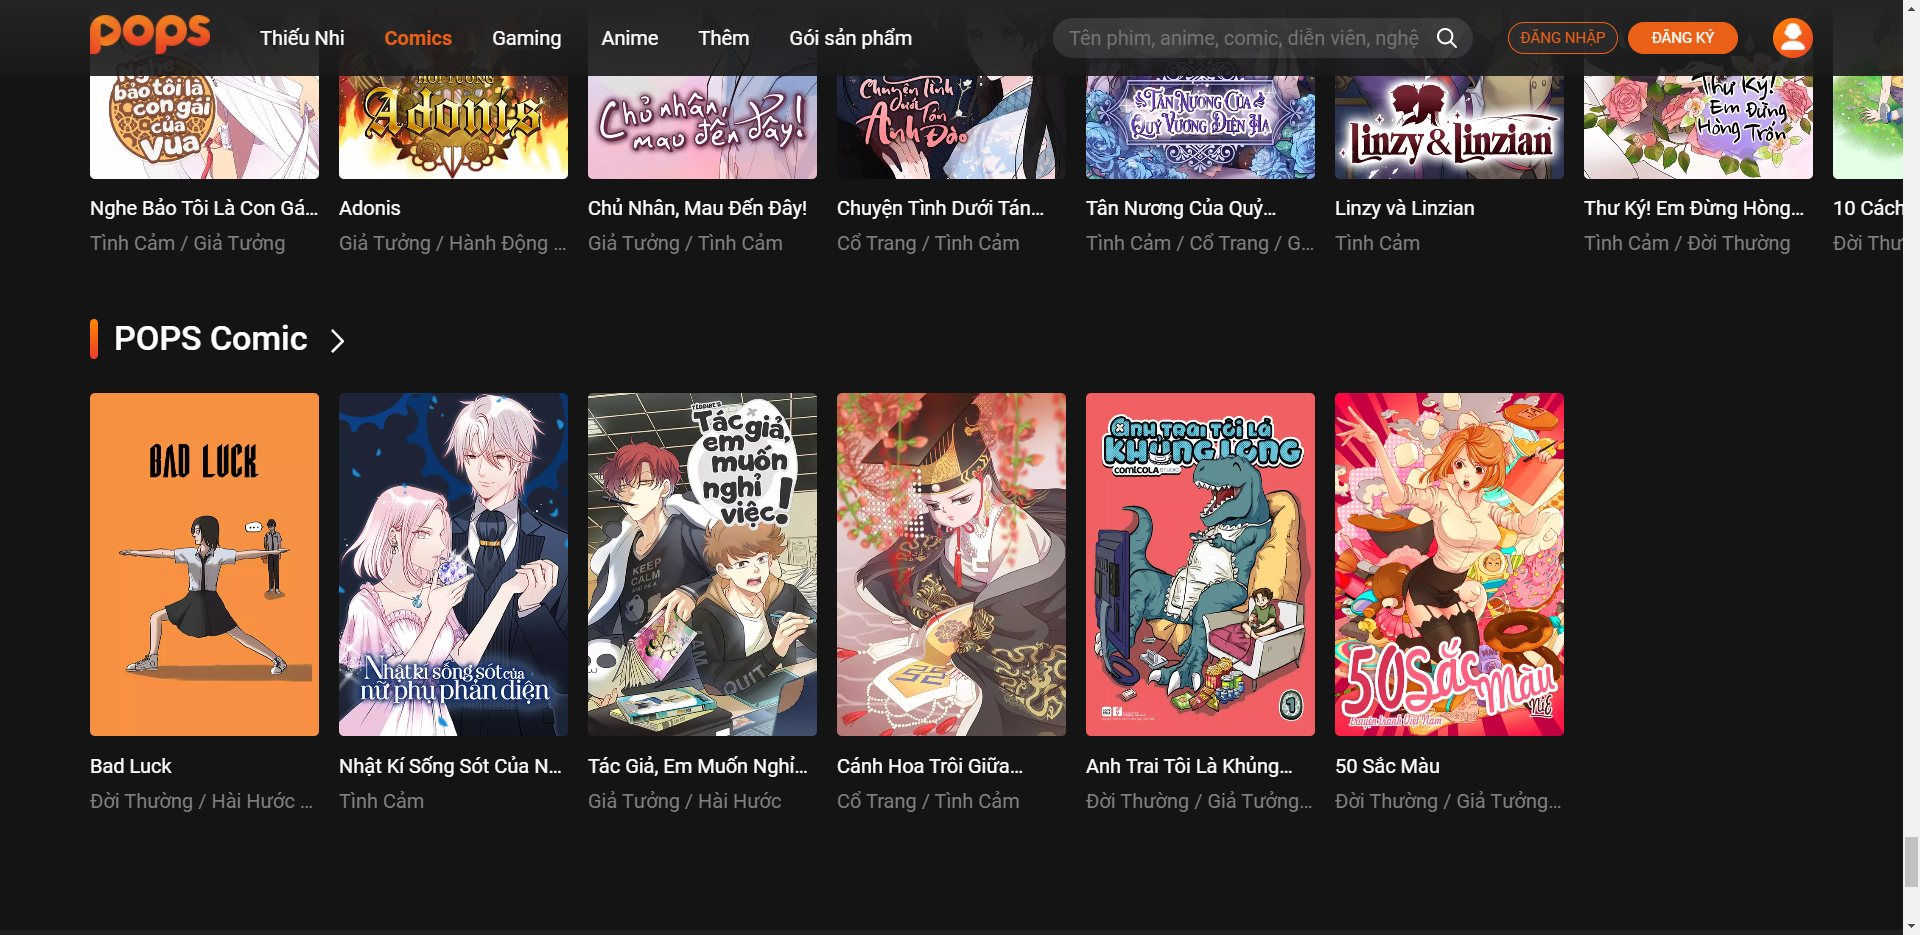 POPS
Thiếu Nhi
Comics
Gaming
Anime
Thêm
Gói sản phẩm
Tên phim, anime, comic, diễn viên, nghệ
ĐĂNG NHẬP
ĐĂNG KÝ
Nghe
bảo tôi là
con gái
của
vua
Adonis
Chủ nhân,
mau đến đây!
Chuyện Tình
dưới
Tán
Anh Đào
Tân Nương Của
Quỷ Vương Điện Hạ
Linzy & Linzian
Thư Ký!
Em Đừng
Hòng Trốn
Nghe Bảo Tôi Là Con Gá...
Adonis
Chủ Nhân, Mau Đến Đây!
Chuyện Tình Dưới Tán...
Tân Nương Của Quỷ...
Linzy và Linzian
Thư Ký! Em Đừng Hòng...
10 Cách
Tình Cảm / Giả Tưởng
Giả Tưởng / Hành Động ...
Giả Tưởng / Tình Cảm
Cổ Trang / Tình Cảm
Tình Cảm / Cổ Trang / G...
Tình Cảm
Tình Cảm / Đời Thường
Đời Thư
POPS Comic
BAD LUCK
Nhật kí sống sót của
nữ phụ phản diện
TEDDIBE'S
Tác giả,
em
muốn
nghỉ
việc!
KEEP
CALM
QUIT
Anh trai tôi là
KHỦNG LONG
COMICOLA STUDIO
1
50 Sắc Màu
truyện tranh Việt Nam
NIE
Bad Luck
Nhật Kí Sống Sót Của N...
Tác Giả, Em Muốn Nghỉ...
Cánh Hoa Trôi Giữa...
Anh Trai Tôi Là Khủng...
50 Sắc Màu
Đời Thường / Hài Hước ...
Tình Cảm
Giả Tưởng / Hài Hước
Cổ Trang / Tình Cảm
Đời Thường / Giả Tưởng...
Đời Thường / Giả Tưởng...